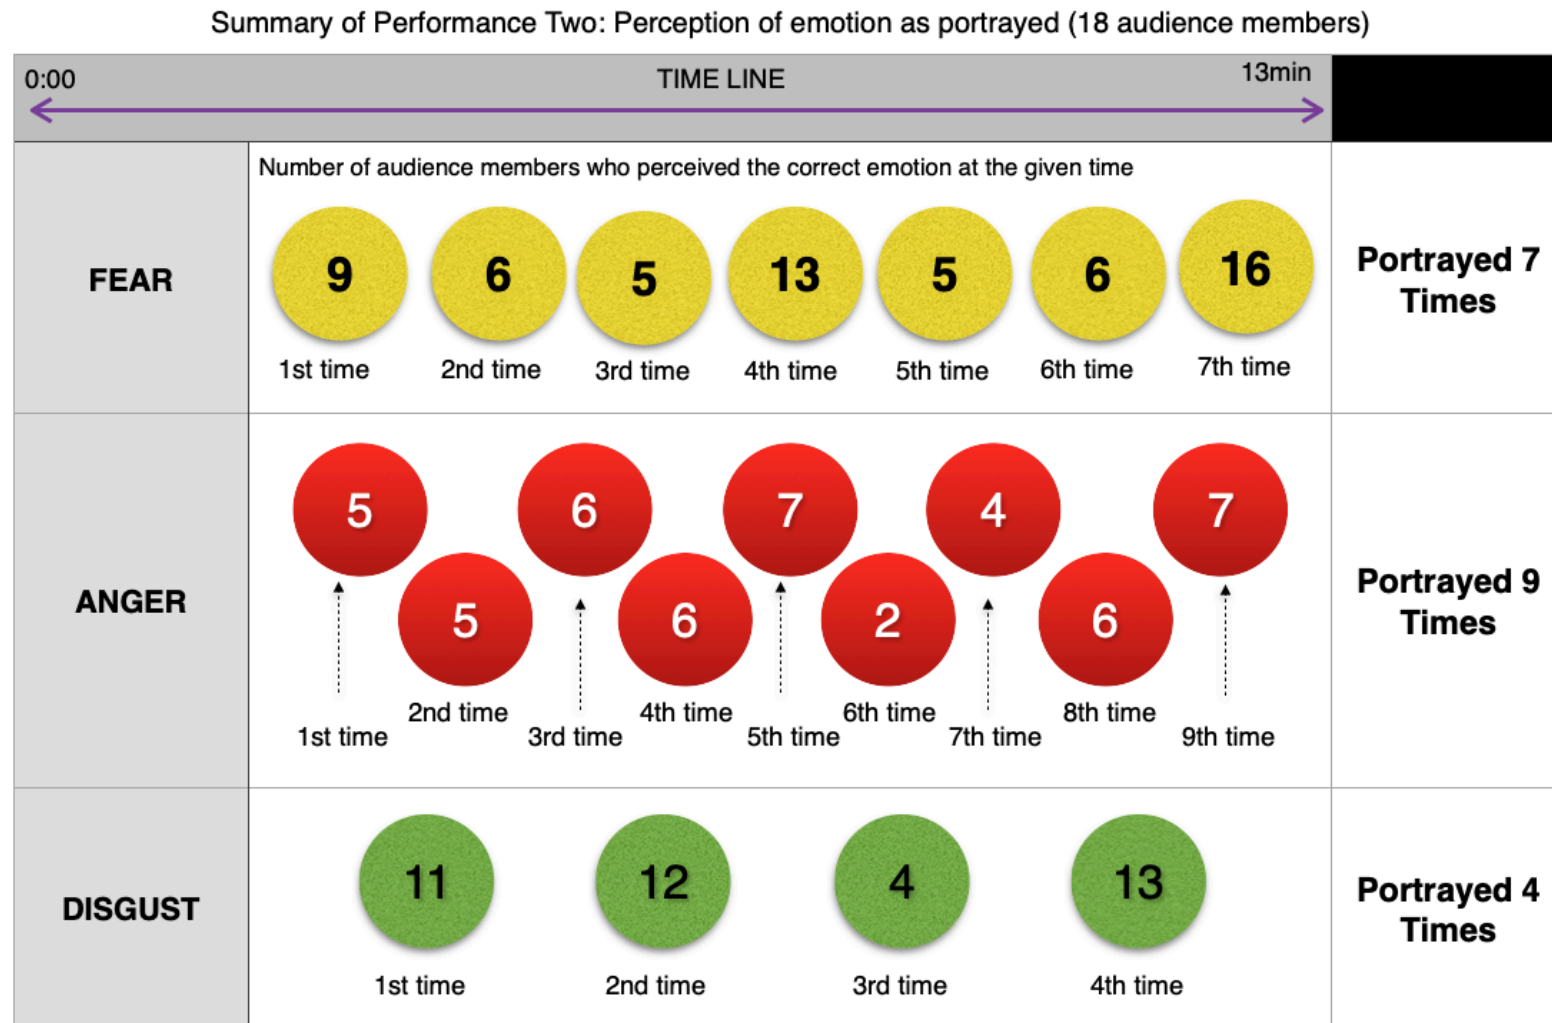 Summary of Performance Two: Perception of emotion as portrayed (18 audience members)
0:00
TIME LINE
13min
FEAR
Number of audience members who perceived the correct emotion at the given time
9 6 5 13 5 6 16
1st time 2nd time 3rd time 4th time 5th time 6th time 7th time
Portrayed 7
Times
ANGER
5 6 7 4 7
5 6 2 6
2nd time 4th time 6th time 8th time
1st time 3rd time 5th time 7th time 9th time
Portrayed 9
Times
DISGUST
11 12 4 13
1st time 2nd time 3rd time 4th time
Portrayed 4
Times